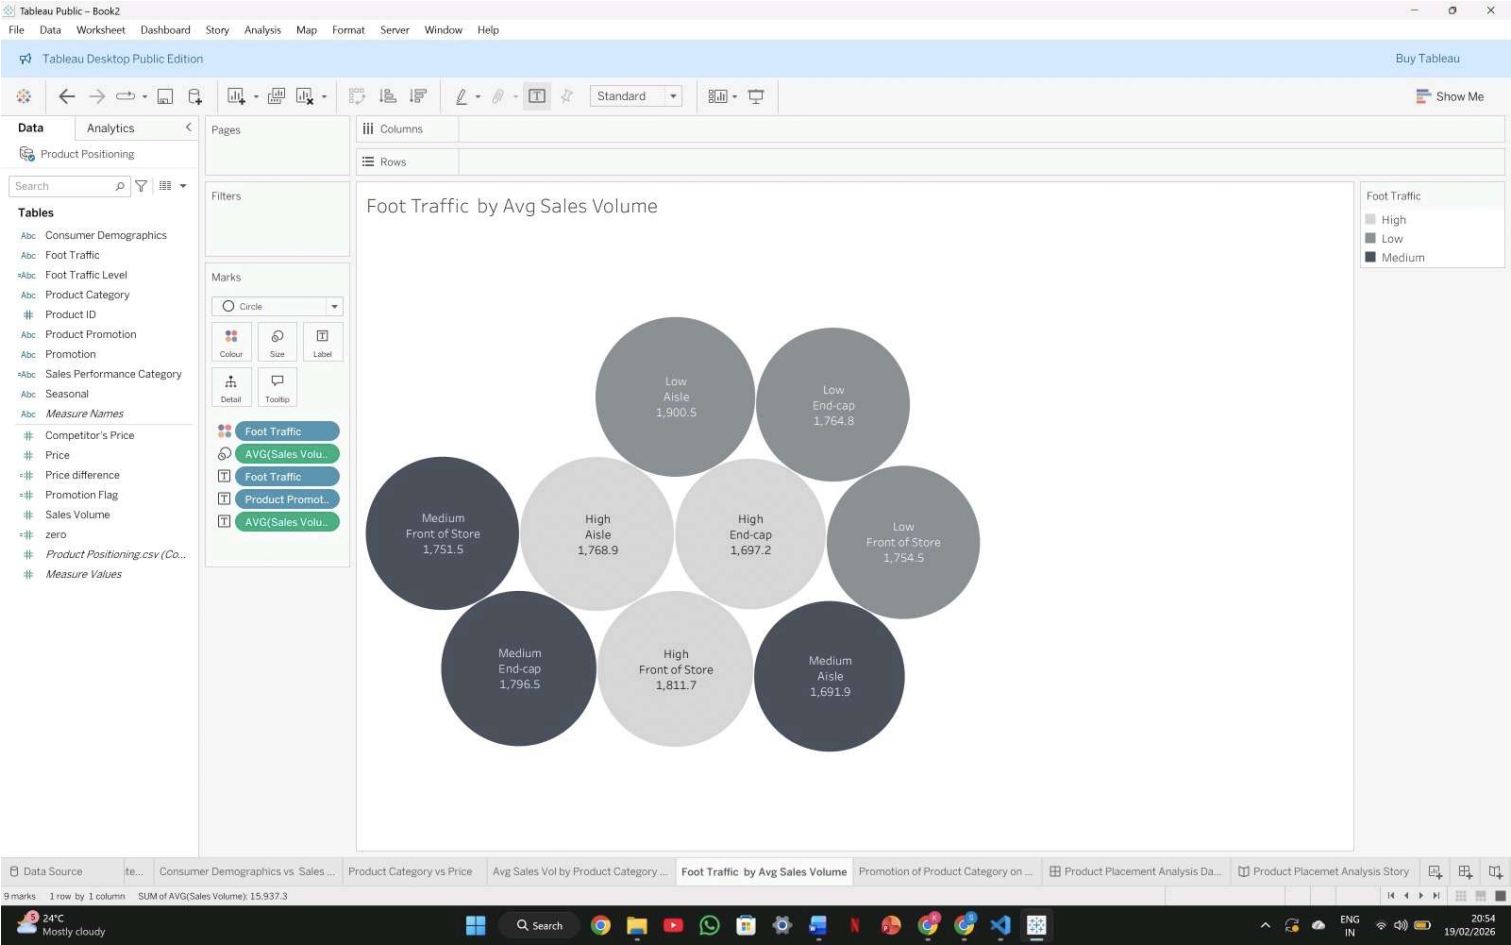 Tableau Public – Book2
File Data Worksheet Dashboard Story Analysis Map Format Server Window Help
Tableau Desktop Public Edition
Buy Tableau
Standard
Show Me
Data Analytics
Product Positioning
Search
Tables
Abc Consumer Demographics
Abc Foot Traffic
=Abc Foot Traffic Level
Abc Product Category
# Product ID
Abc Product Promotion
Abc Promotion
=Abc Sales Performance Category
Abc Seasonal
Abc Measure Names
# Competitor's Price
# Price
=# Price difference
=# Promotion Flag
# Sales Volume
=# zero
# Product Positioning.csv (Co...
# Measure Values
Pages
Filters
Marks
Circle
Colour Size Label
Detail Tooltip
Foot Traffic
AVG(Sales Volu..
Foot Traffic
Product Promot..
AVG(Sales Volu..
Columns
Rows
Foot Traffic by Avg Sales Volume
Low
Aisle
1,900.5
Low
End-cap
1,764.8
Medium
Front of Store
1,751.5
High
Aisle
1,768.9
High
End-cap
1,697.2
Low
Front of Store
1,754.5
Medium
End-cap
1,796.5
High
Front of Store
1,811.7
Medium
Aisle
1,691.9
Foot Traffic
High
Low
Medium
Data Source
te...
Consumer Demographics vs Sales ...
Product Category vs Price
Avg Sales Vol by Product Category ...
Foot Traffic by Avg Sales Volume
Promotion of Product Category on ...
Product Placement Analysis Da...
Product Placemet Analysis Story
9 marks 1 row by 1 column SUM of AVG(Sales Volume): 15,937.3
5
24°C
Mostly cloudy
Search
ENG
IN
20:54
19/02/2026